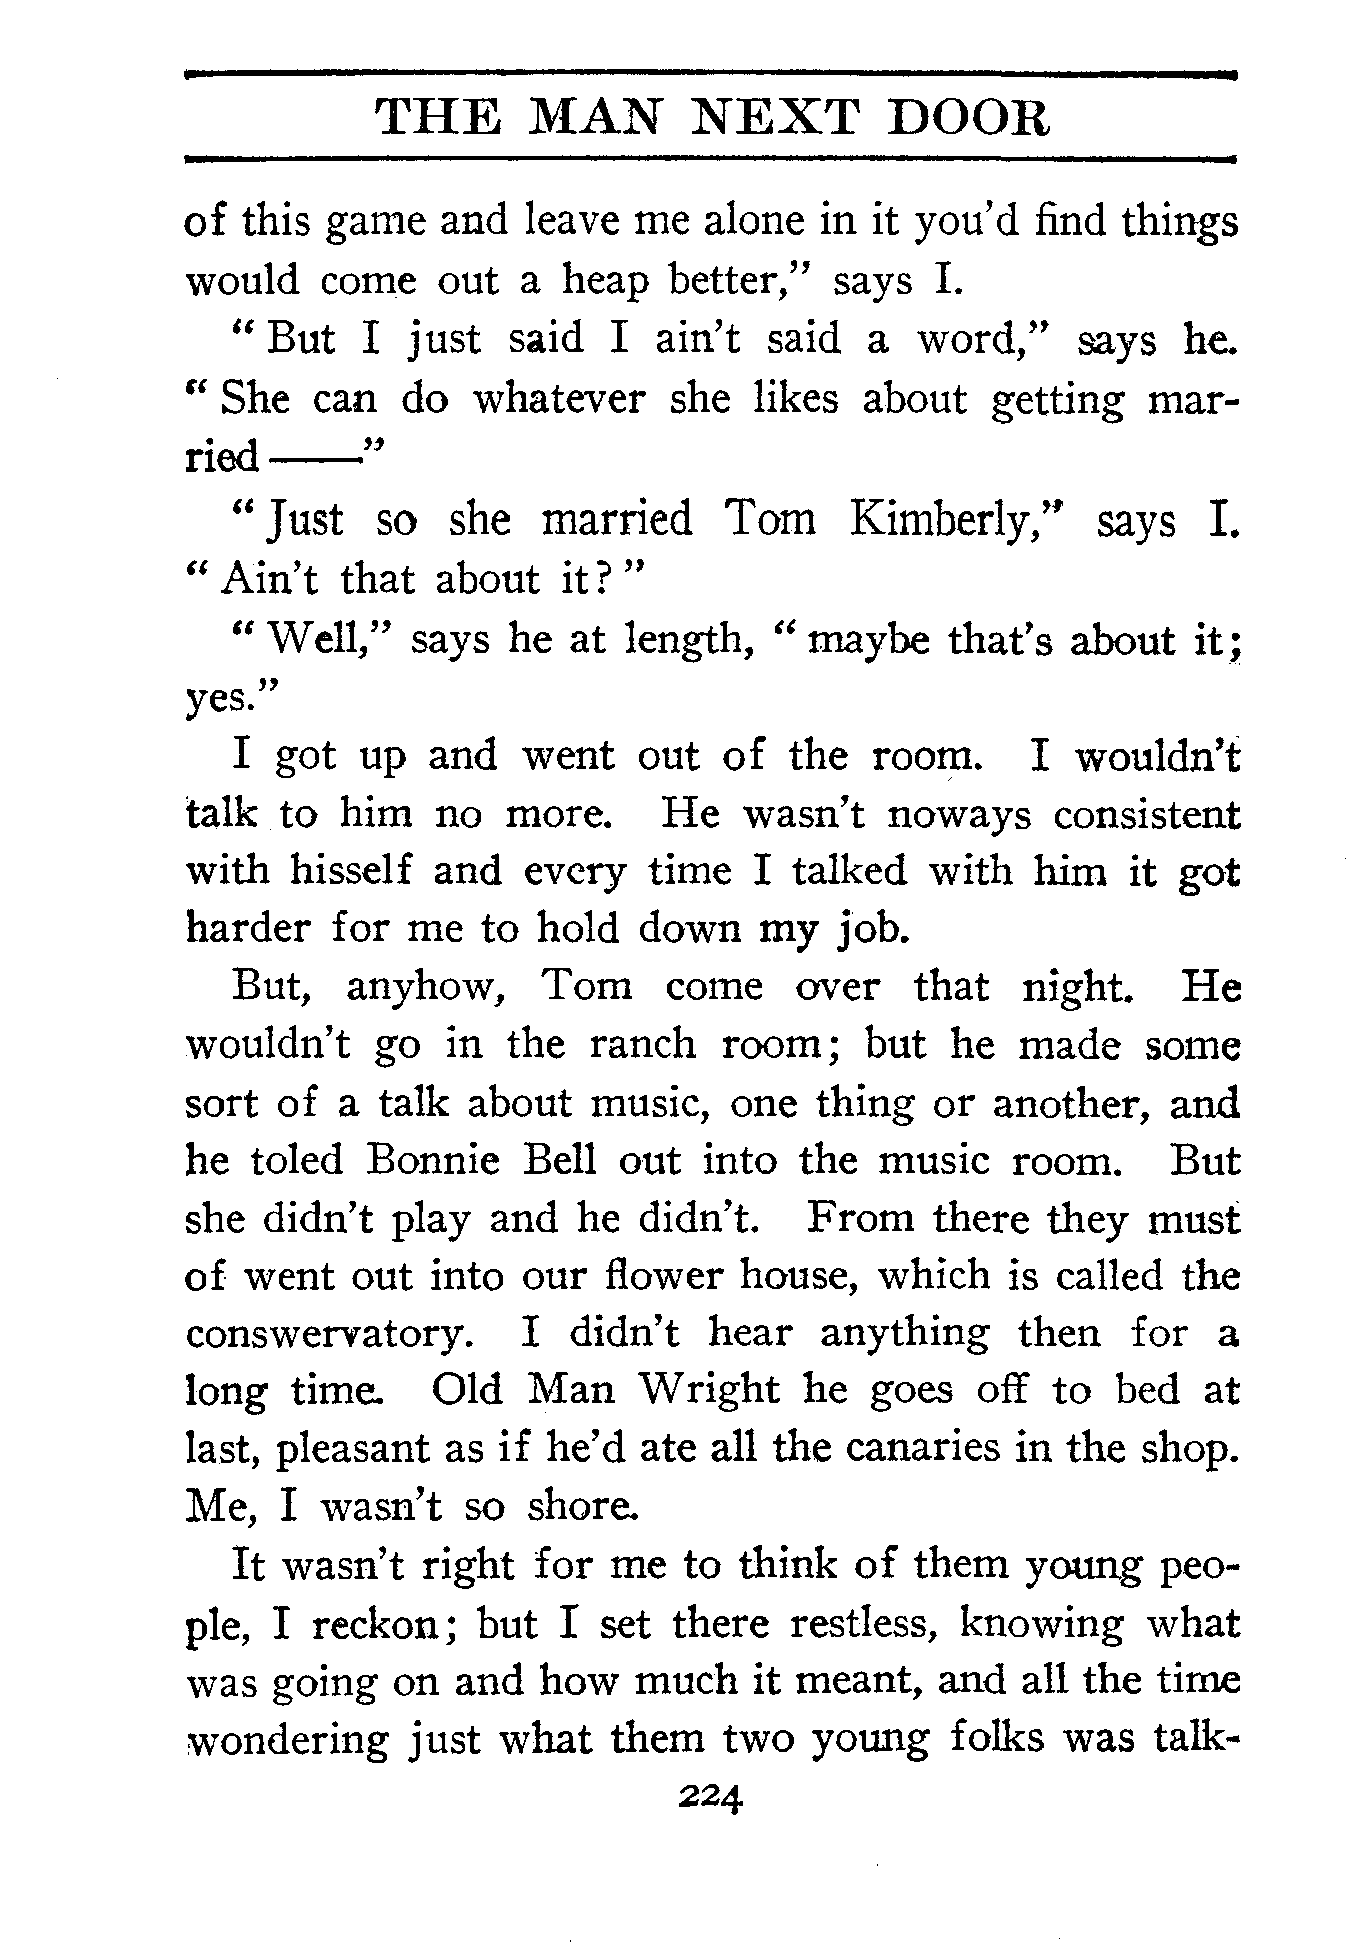 THE MAN NEXT DOOR
of this game and leave me alone in it you'd find things
would come out a heap better," says I.
"But I just said I ain't said a word," says he.
"She can do whatever she likes about getting mar-
ried ——"
"Just so she married Tom Kimberly," says I.
"Ain't that about it?"
"Well," says he at length, "maybe that's about it;
yes."
I got up and went out of the room. I wouldn't
talk to him no more. He wasn't noways consistent
with hisself and every time I talked with him it got
harder for me to hold down my job.
But, anyhow, Tom come over that night. He
wouldn't go in the ranch room; but he made some
sort of a talk about music, one thing or another, and
he toled Bonnie Bell out into the music room. But
she didn't play and he didn't. From there they must
of went out into our flower house, which is called the
conswervatory. I didn't hear anything then for a
long time. Old Man Wright he goes off to bed at
last, pleasant as if he'd ate all the canaries in the shop.
Me, I wasn't so shore.
It wasn't right for me to think of them young peo-
ple, I reckon; but I set there restless, knowing what
was going on and how much it meant, and all the time
wondering just what them two young folks was talk-
224